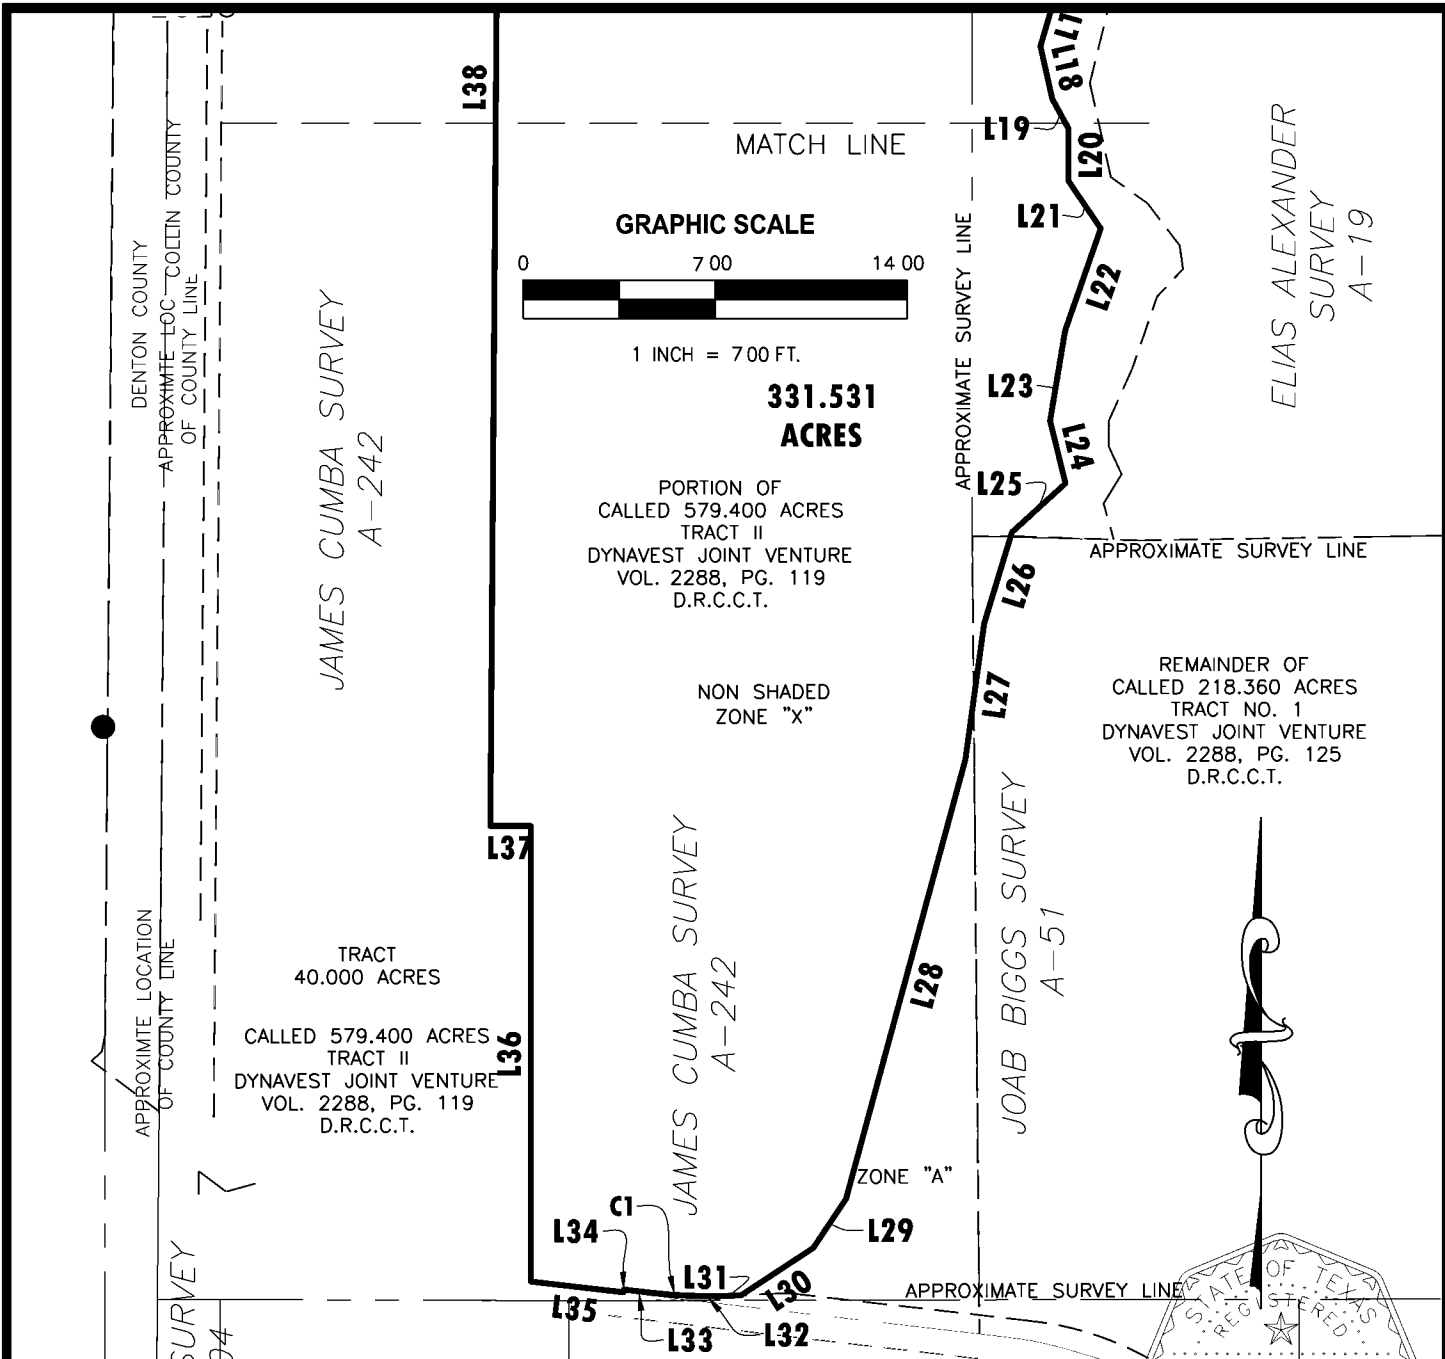 L38
L17
L18
L19
MATCH LINE
L20
L21
L22
L23
L24
L25
L26
L27
L28
L29
L30
L31
L32
L33
C1
L34
L35
L36
L37
GRAPHIC SCALE
0 700 1400
1 INCH = 700 FT.
331.531
ACRES
PORTION OF
CALLED 579.400 ACRES
TRACT II
DYNAVEST JOINT VENTURE
VOL. 2288, PG. 119
D.R.C.C.T.
NON SHADED
ZONE "X"
DENTON COUNTY
COLLIN COUNTY
APPROXIMTE LOC
OF COUNTY LINE
JAMES CUMBA SURVEY
A-242
APPROXIMATE SURVEY LINE
ELIAS ALEXANDER
SURVEY
A-19
APPROXIMATE SURVEY LINE
REMAINDER OF
CALLED 218.360 ACRES
TRACT NO. 1
DYNAVEST JOINT VENTURE
VOL. 2288, PG. 125
D.R.C.C.T.
JAMES CUMBA SURVEY
A-242
JOAB BIGGS SURVEY
A-51
APPROXIMTE LOCATION
OF COUNTY LINE
TRACT
40.000 ACRES
CALLED 579.400 ACRES
TRACT II
DYNAVEST JOINT VENTURE
VOL. 2288, PG. 119
D.R.C.C.T.
ZONE "A"
APPROXIMATE SURVEY LINE
SURVEY
STATE OF TEXAS
REGISTERED